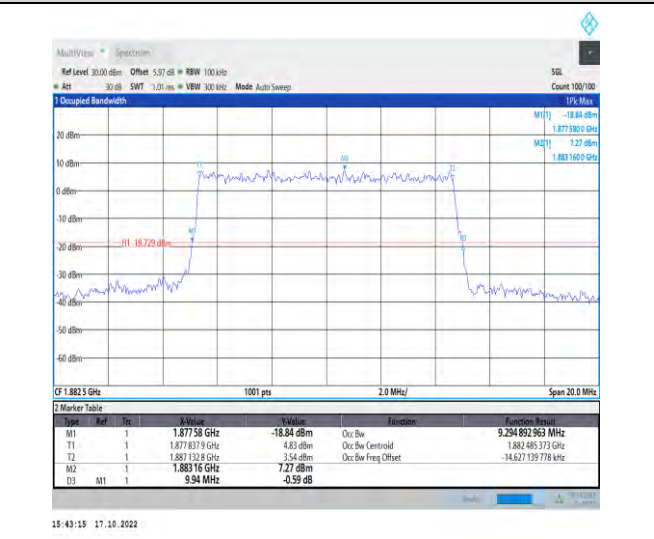 MultiView Spectrum
Ref Level 30.00 dBm Offset 5.97 dB RBW 100 kHz SGL
Att 30 dB SWT 1.01 ms VBW 300 kHz Mode Auto Sweep Count 100/100
1 Occupied Bandwidth 1Pk Max
M1[1] -18.84 dBm
1.877 580 0 GHz
M2[1] 7.27 dBm
1.883 160 0 GHz
20 dBm
10 dBm
M2
T1 T2
0 dBm
-10 dBm
M1
D3
-20 dBm H1 -18.729 dBm
-30 dBm
-40 dBm
-50 dBm
-60 dBm
CF 1.882 5 GHz 1001 pts 2.0 MHz/ Span 20.0 MHz
2 Marker Table
Type Ref Trc X-Value Y-Value Function Function Result
M1 1 1.877 58 GHz -18.84 dBm Occ Bw 9.294 892 963 MHz
T1 1 1.877 837 9 GHz 4.83 dBm Occ Bw Centroid 1.882 485 373 GHz
T2 1 1.887 132 8 GHz 3.54 dBm Occ Bw Freq Offset -14.627 139 778 kHz
M2 1 1.883 16 GHz 7.27 dBm
D3 M1 1 9.94 MHz -0.59 dB
15:43:15 17.10.2022